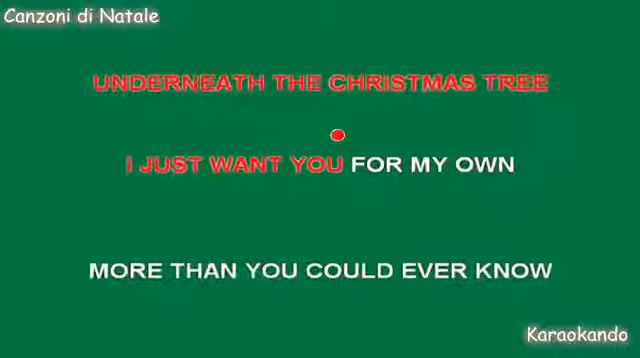 Canzoni di Natale
UNDERNEATH THE CHRISTMAS TREE
I JUST WANT YOU FOR MY OWN
MORE THAN YOU COULD EVER KNOW
Karaokando